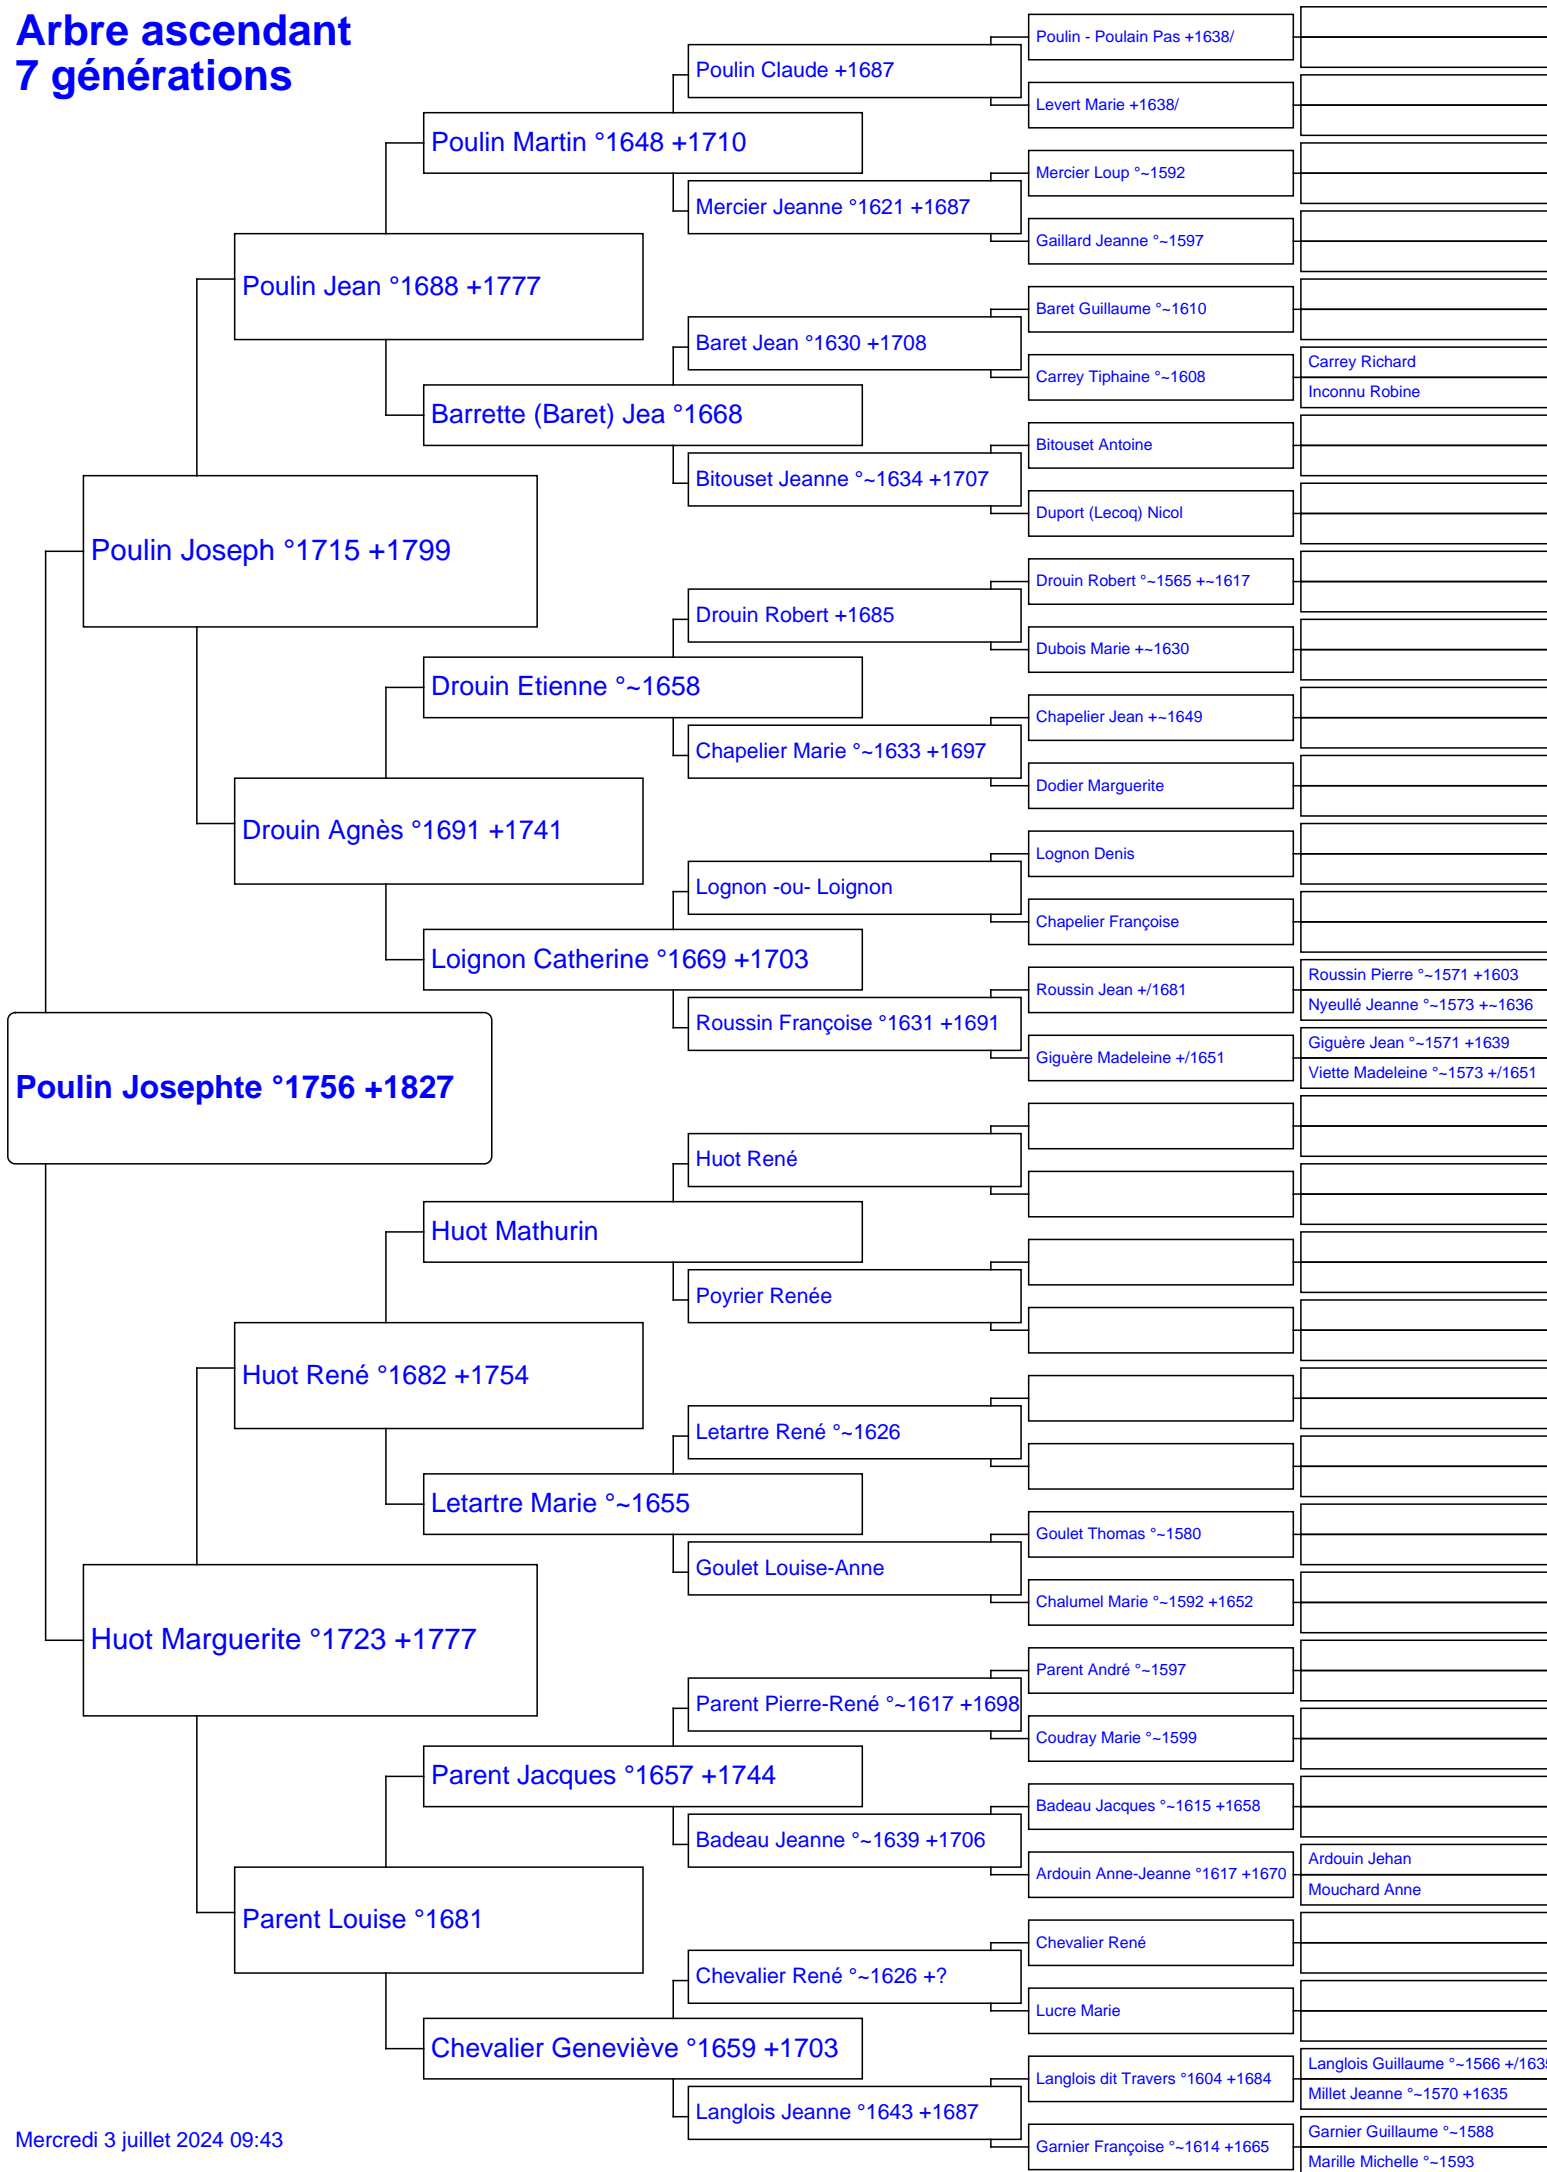 Arbre ascendant
7 générations
Poulin Josephte °1756 +1827
Poulin Joseph °1715 +1799
Huot Marguerite °1723 +1777
Poulin Jean °1688 +1777
Drouin Agnès °1691 +1741
Huot René °1682 +1754
Parent Louise °1681
Poulin Martin °1648 +1710
Barrette (Baret) Jea °1668
Drouin Etienne °~1658
Loignon Catherine °1669 +1703
Huot Mathurin
Letartre Marie °~1655
Parent Jacques °1657 +1744
Chevalier Geneviève °1659 +1703
Poulin Claude +1687
Mercier Jeanne °1621 +1687
Baret Jean °1630 +1708
Bitouset Jeanne °~1634 +1707
Drouin Robert +1685
Chapelier Marie °~1633 +1697
Lognon -ou- Loignon
Roussin Françoise °1631 +1691
Huot René
Poyrier Renée
Letartre René °~1626
Goulet Louise-Anne
Parent Pierre-René °~1617 +1698
Badeau Jeanne °~1639 +1706
Chevalier René °~1626 +?
Langlois Jeanne °1643 +1687
Poulin - Poulain Pas +1638/
Levert Marie +1638/
Mercier Loup °~1592
Gaillard Jeanne °~1597
Baret Guillaume °~1610
Carrey Tiphaine °~1608
Bitouset Antoine
Duport (Lecoq) Nicol
Drouin Robert °~1565 +~1617
Dubois Marie +~1630
Chapelier Jean +~1649
Dodier Marguerite
Lognon Denis
Chapelier Françoise
Roussin Jean +/1681
Giguère Madeleine +/1651
Goulet Thomas °~1580
Chalumel Marie °~1592 +1652
Parent André °~1597
Coudray Marie °~1599
Badeau Jacques °~1615 +1658
Ardouin Anne-Jeanne °1617 +1670
Chevalier René
Lucre Marie
Langlois dit Travers °1604 +1684
Garnier Françoise °~1614 +1665
Carrey Richard
Inconnu Robine
Roussin Pierre °~1571 +1603
Nyeullé Jeanne °~1573 +~1636
Giguère Jean °~1571 +1639
Viette Madeleine °~1573 +/1651
Ardouin Jehan
Mouchard Anne
Langlois Guillaume °~1566 +/1635
Millet Jeanne °~1570 +1635
Garnier Guillaume °~1588
Marille Michelle °~1593
Mercredi 3 juillet 2024 09:43